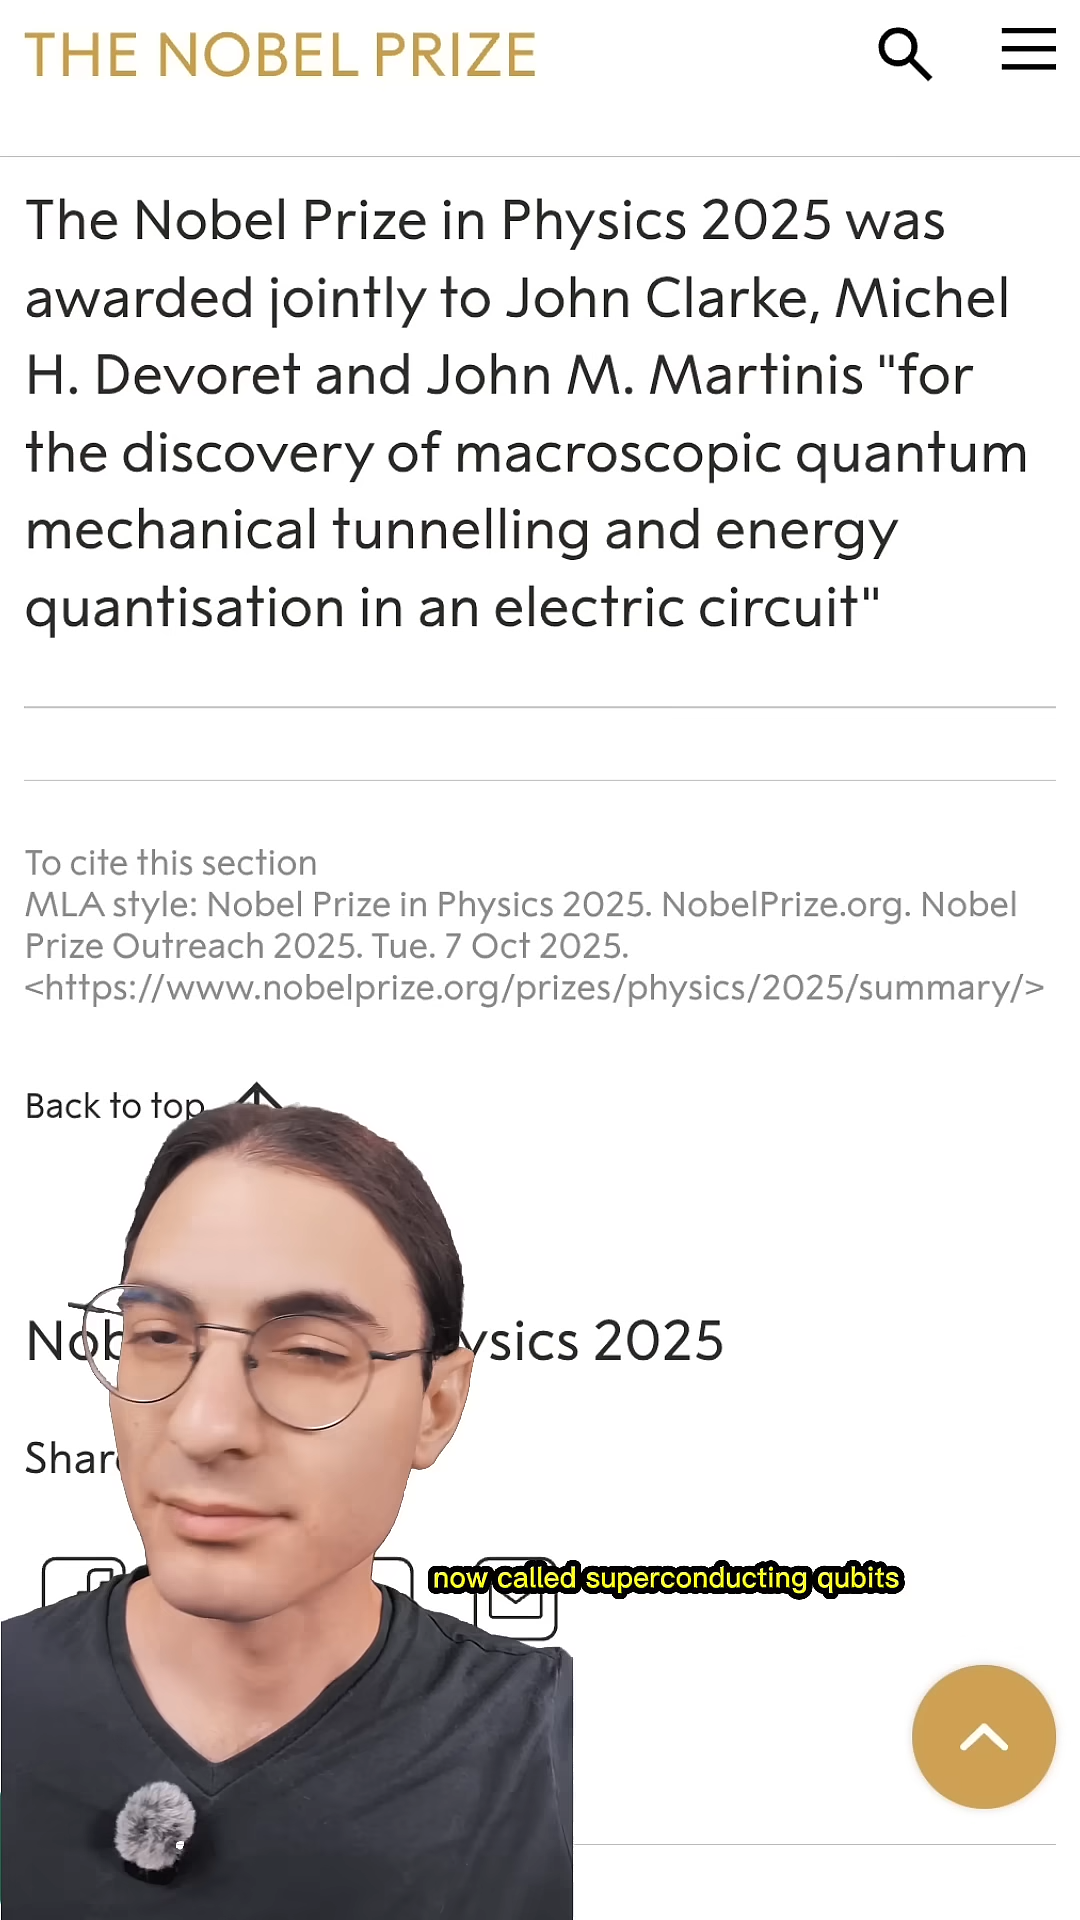 THE NOBEL PRIZE
The Nobel Prize in Physics 2025 was
awarded jointly to John Clarke, Michel
H. Devoret and John M. Martinis "for
the discovery of macroscopic quantum
mechanical tunnelling and energy
quantisation in an electric circuit"
To cite this section
MLA style: Nobel Prize in Physics 2025. NobelPrize.org. Nobel
Prize Outreach 2025. Tue. 7 Oct 2025.
<https://www.nobelprize.org/prizes/physics/2025/summary/>
Back to top
2025
now called superconducting qubits